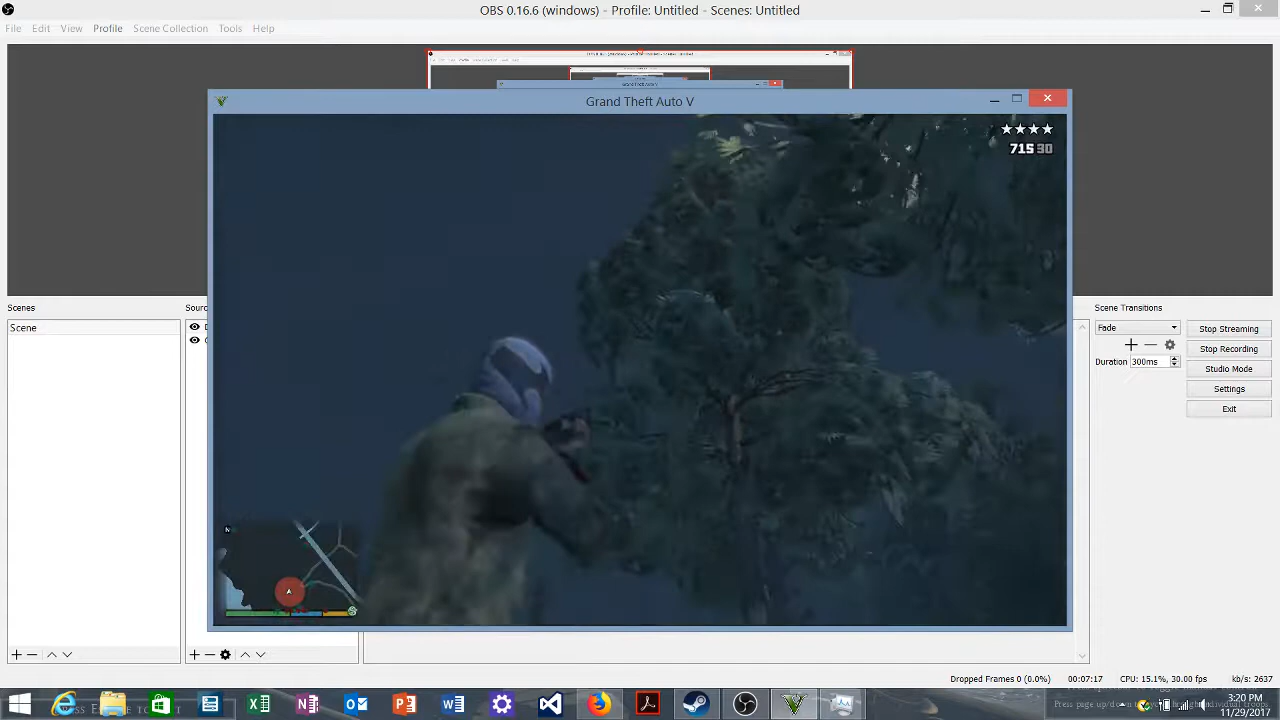 OBS 0.16.6 (windows) - Profile: Untitled - Scenes: Untitled
File Edit View Profile Scene Collection Tools Help
Grand Theft Auto V
715 30
Scenes
Sour
Scene Transitions
Scene
Fade
Stop Streaming
Stop Recording
Duration 300ms
Studio Mode
Settings
Exit
N
Dropped Frames 0 (0.0%)
00:07:17
CPU: 15.1%, 30.00 fps
kb/s: 2637
3:20 PM
11/29/2017